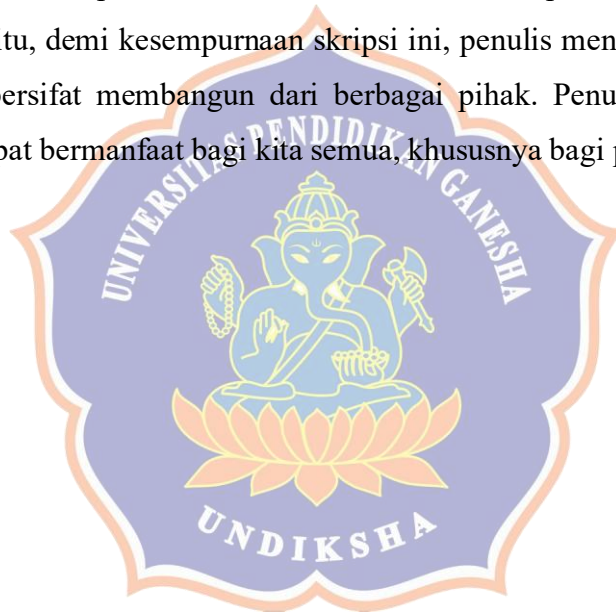 itu, demi kesempurnaan skripsi ini, penulis men
bersifat membangun dari berbagai pihak. Penu
pat bermanfaat bagi kita semua, khususnya bagi p
UNIVERSITAS PENDIDIKAN GANESHA
UNDIKSHA